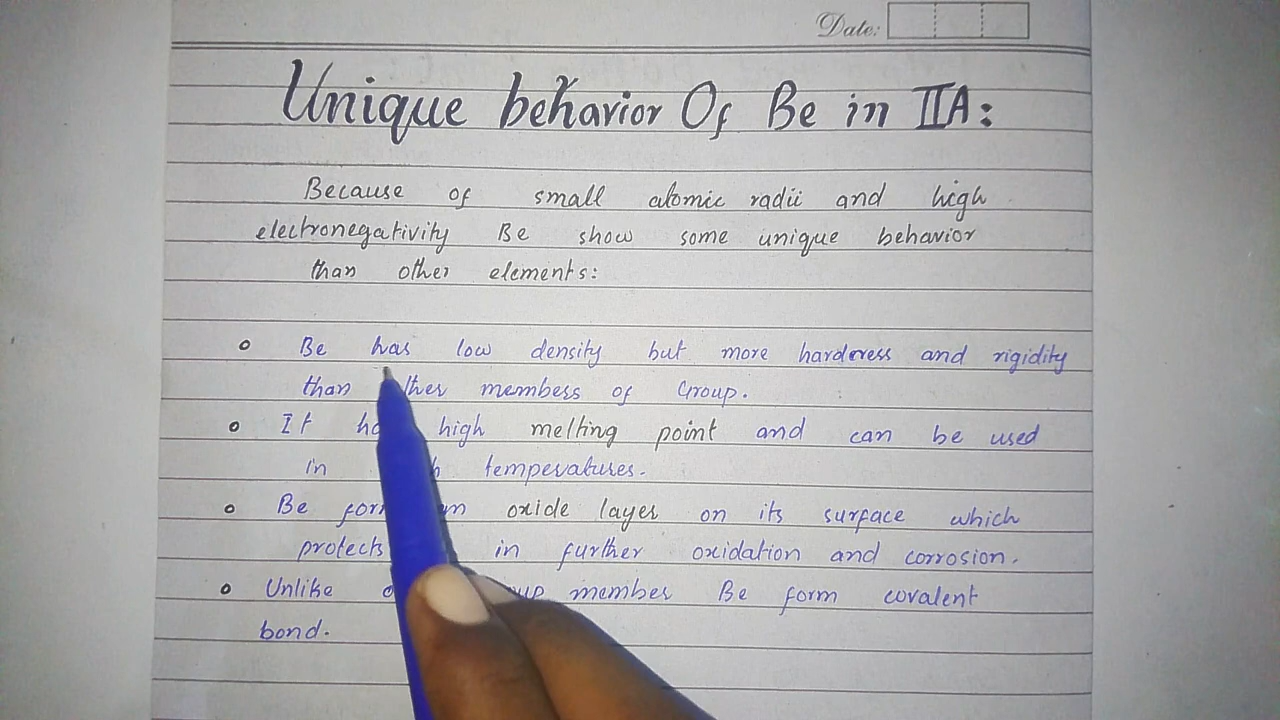 Date:
Unique behavior Of Be in IIA:
Because of small atomic radii and high
electronegativity Be show some unique behavior
than other elements:
Be has low density but more hardness and rigidity
than members of Group.
It high melting point and can be used
in temperatures.
Be oxide layer on its surface which
protects in further oxidation and corrosion.
Unlike member Be form covalent
bond.